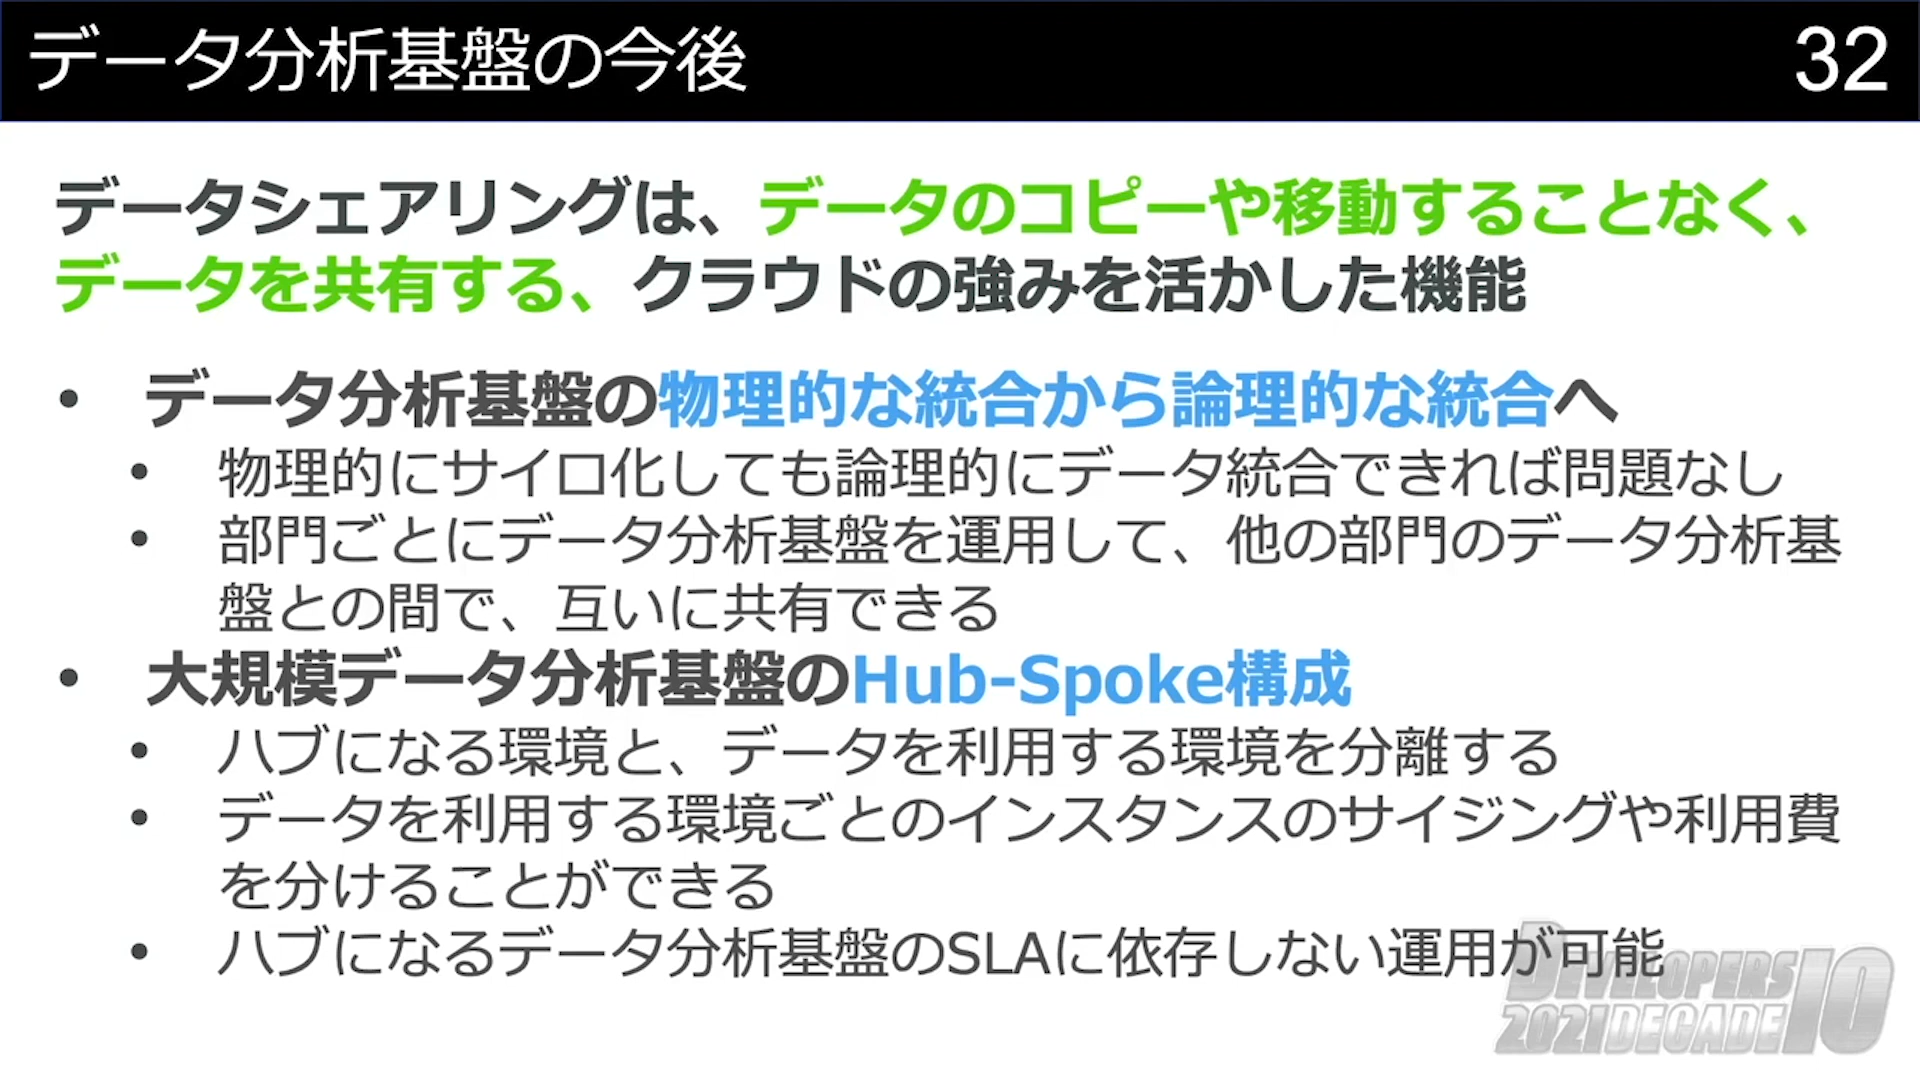 データ分析基盤の今後
32
データシェアリングは、データのコピーや移動することなく、
データを共有する、クラウドの強みを活かした機能
• データ分析基盤の物理的な統合から論理的な統合へ
• 物理的にサイロ化しても論理的にデータ統合できれば問題なし
• 部門ごとにデータ分析基盤を運用して、他の部門のデータ分析基
盤との間で、互いに共有できる
• 大規模データ分析基盤のHub-Spoke構成
• ハブになる環境と、データを利用する環境を分離する
• データを利用する環境ごとのインスタンスのサイジングや利用費
を分けることができる
• ハブになるデータ分析基盤のSLAに依存しない運用が可能
DEVELOPERS
2021 DECADE 10